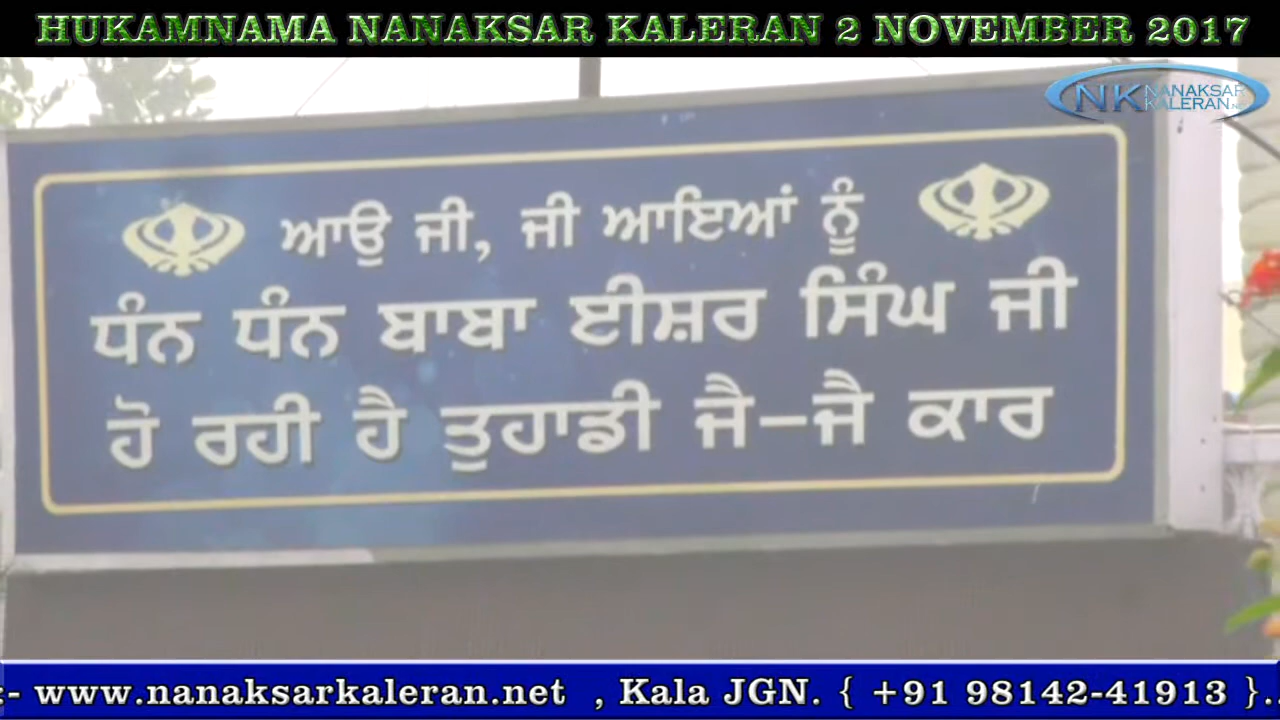 HUKAMNAMA NANAKSAR KALERAN 2 NOVEMBER 2017
NK NANAKSAR
KALERAN
ਆਉ ਜੀ, ਜੀ ਆਇਆਂ ਨੂੰ
ਧੰਨ ਧੰਨ ਬਾਬਾ ਈਸ਼ਰ ਸਿੰਘ ਜੀ
ਹੋ ਰਹੀ ਹੈ ਤੁਹਾਡੀ ਜੈ-ਜੈ ਕਾਰ
:- www.nanaksarkaleran.net , Kala JGN. { +91 98142-41913 }..